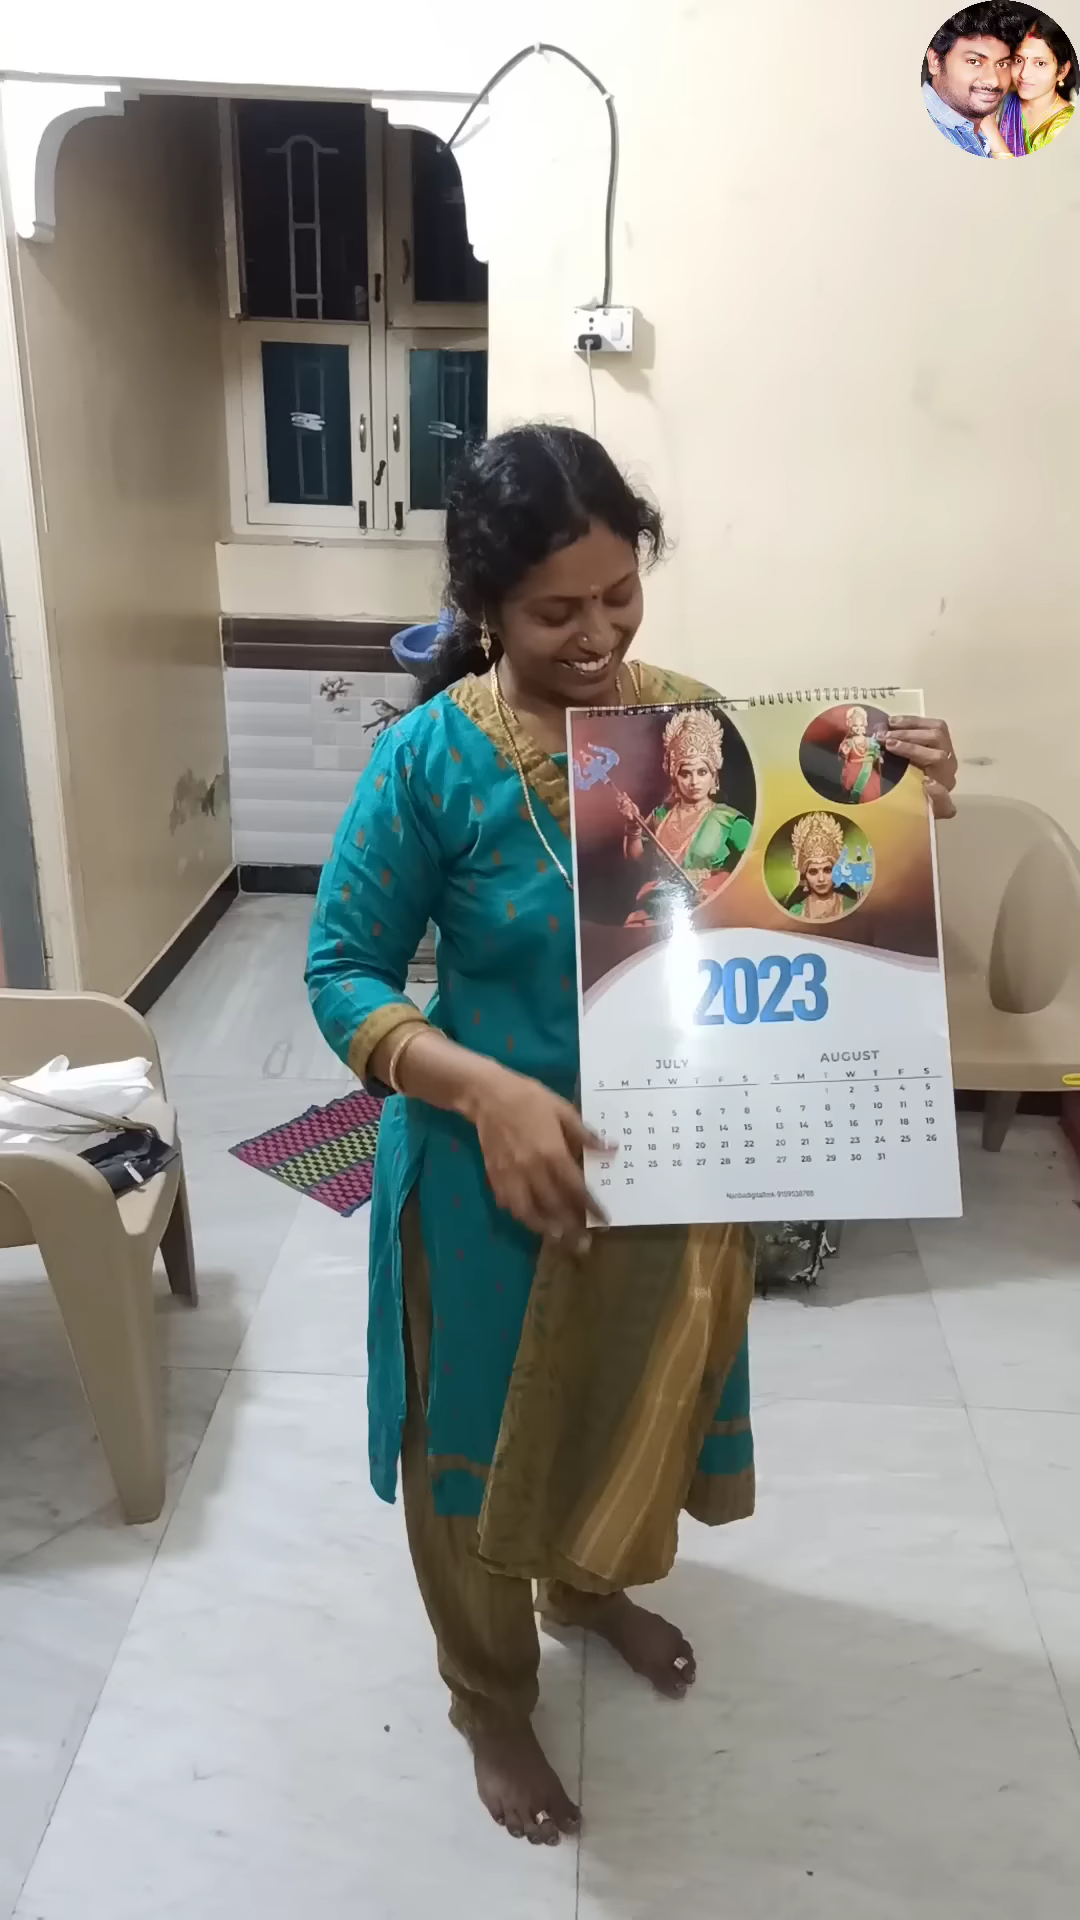 2023
JULY
S M T W T F S
1
2 3 4 5 6 7 8
9 10 11 12 13 14 15
17 18 19 20 21 22
23 24 25 26 27 28 29
30 31
AUGUST
S M T W T F S
1 2 3 4 5
6 7 8 9 10 11 12
13 14 15 16 17 18 19
20 21 22 23 24 25 26
27 28 29 30 31